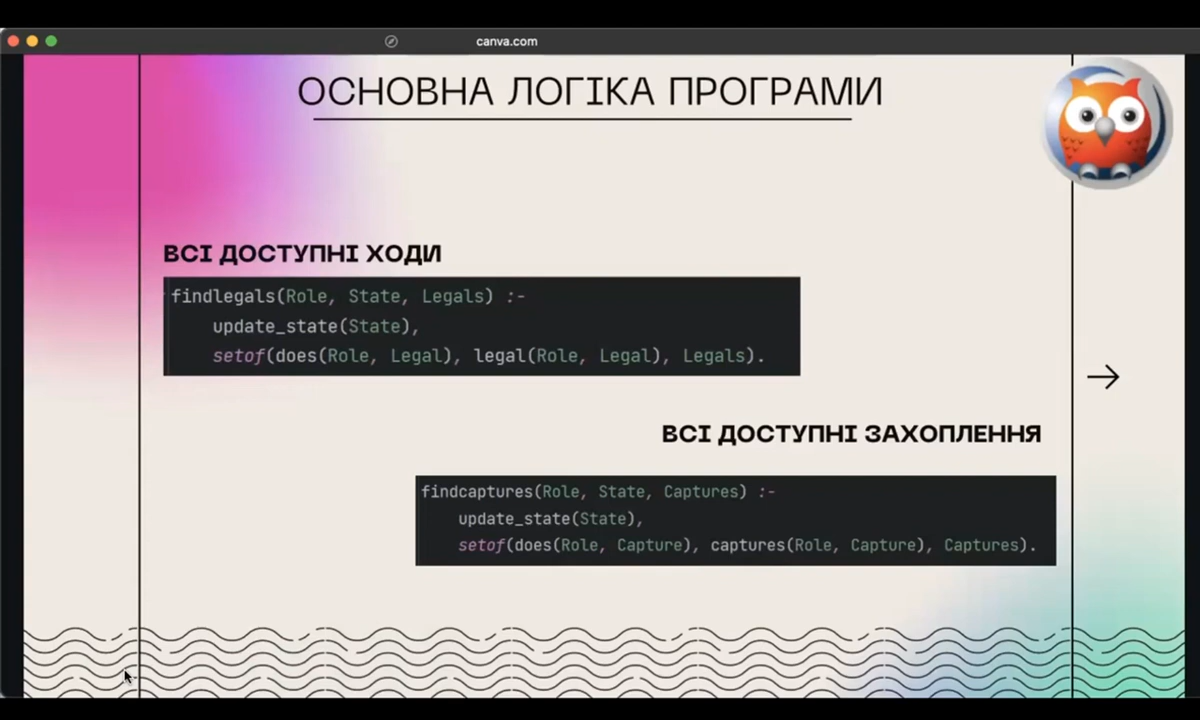 canva.com
ОСНОВНА ЛОГІКА ПРОГРАМИ
ВСІ ДОСТУПНІ ХОДИ
findlegals(Role, State, Legals) :-
    update_state(State),
    setof(does(Role, Legal), legal(Role, Legal), Legals).
ВСІ ДОСТУПНІ ЗАХОПЛЕННЯ
findcaptures(Role, State, Captures) :-
    update_state(State),
    setof(does(Role, Capture), captures(Role, Capture), Captures).